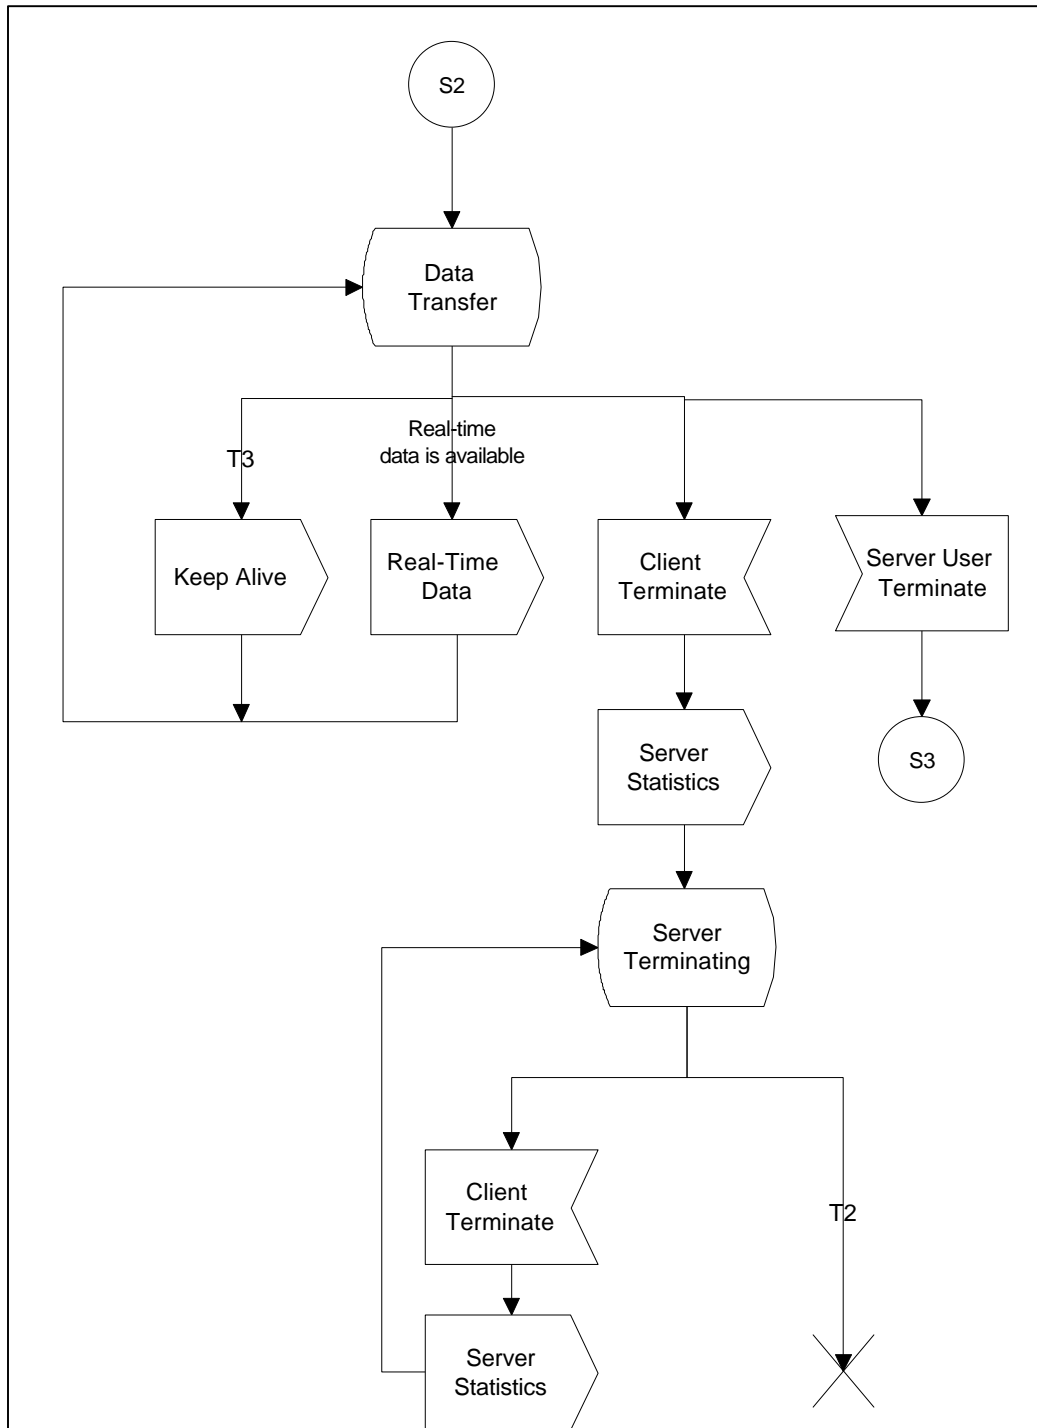 S2
Data
Transfer
Real-time
data is available
T3
Keep Alive
Real-Time
Data
Client
Terminate
Server User
Terminate
Server
Statistics
S3
Server
Terminating
Client
Terminate
T2
Server
Statistics